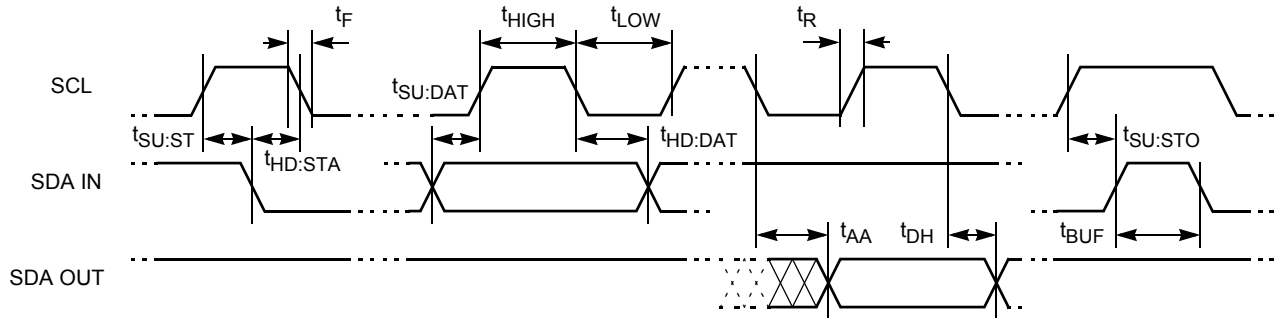 tF tHIGH tLOW tR
SCL
tSU:DAT
tSU:ST tHD:STA tHD:DAT tSU:STO
SDA IN
tAA tDH tBUF
SDA OUT